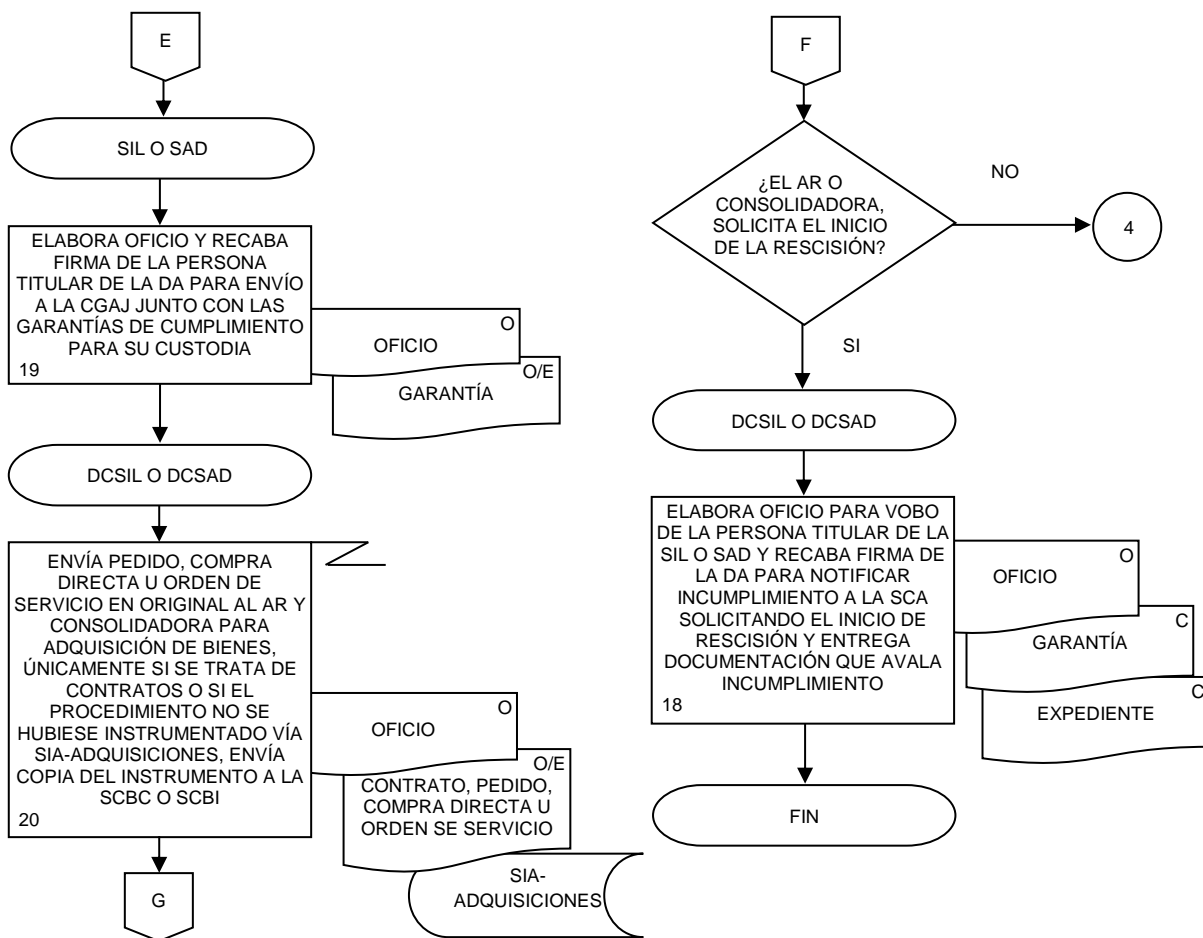 E
SIL O SAD
ELABORA OFICIO Y RECABA
FIRMA DE LA PERSONA
TITULAR DE LA DA PARA ENVÍO
A LA CGAJ JUNTO CON LAS
GARANTÍAS DE CUMPLIMIENTO
PARA SU CUSTODIA
19
O
OFICIO
O/E
GARANTÍA
DCSIL O DCSAD
ENVÍA PEDIDO, COMPRA
DIRECTA U ORDEN DE
SERVICIO EN ORIGINAL AL AR Y
CONSOLIDADORA PARA
ADQUISICIÓN DE BIENES,
ÚNICAMENTE SI SE TRATA DE
CONTRATOS O SI EL
PROCEDIMIENTO NO SE
HUBIESE INSTRUMENTADO VÍA
SIA-ADQUISICIONES, ENVÍA
COPIA DEL INSTRUMENTO A LA
SCBC O SCBI
20
O
OFICIO
O/E
CONTRATO, PEDIDO,
COMPRA DIRECTA U
ORDEN SE SERVICIO
SIA-
ADQUISICIONES
G
F
¿EL AR O
CONSOLIDADORA,
SOLICITA EL INICIO
DE LA RESCISIÓN?
NO
4
SI
DCSIL O DCSAD
ELABORA OFICIO PARA VOBO
DE LA PERSONA TITULAR DE LA
SIL O SAD Y RECABA FIRMA DE
LA DA PARA NOTIFICAR
INCUMPLIMIENTO A LA SCA
SOLICITANDO EL INICIO DE
RESCISIÓN Y ENTREGA
DOCUMENTACIÓN QUE AVALA
INCUMPLIMIENTO
18
O
OFICIO
C
GARANTÍA
C
EXPEDIENTE
FIN